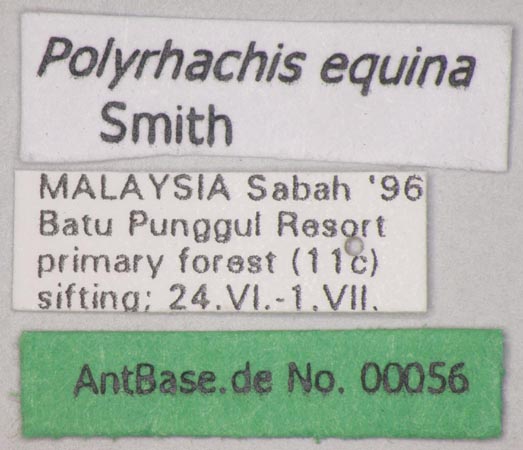 Polyrhachis equina
Smith
MALAYSIA Sabah '96
Batu Punggul Resort
primary forest (11c)
sifting; 24.VI.-1.VII.
AntBase.de No. 00056